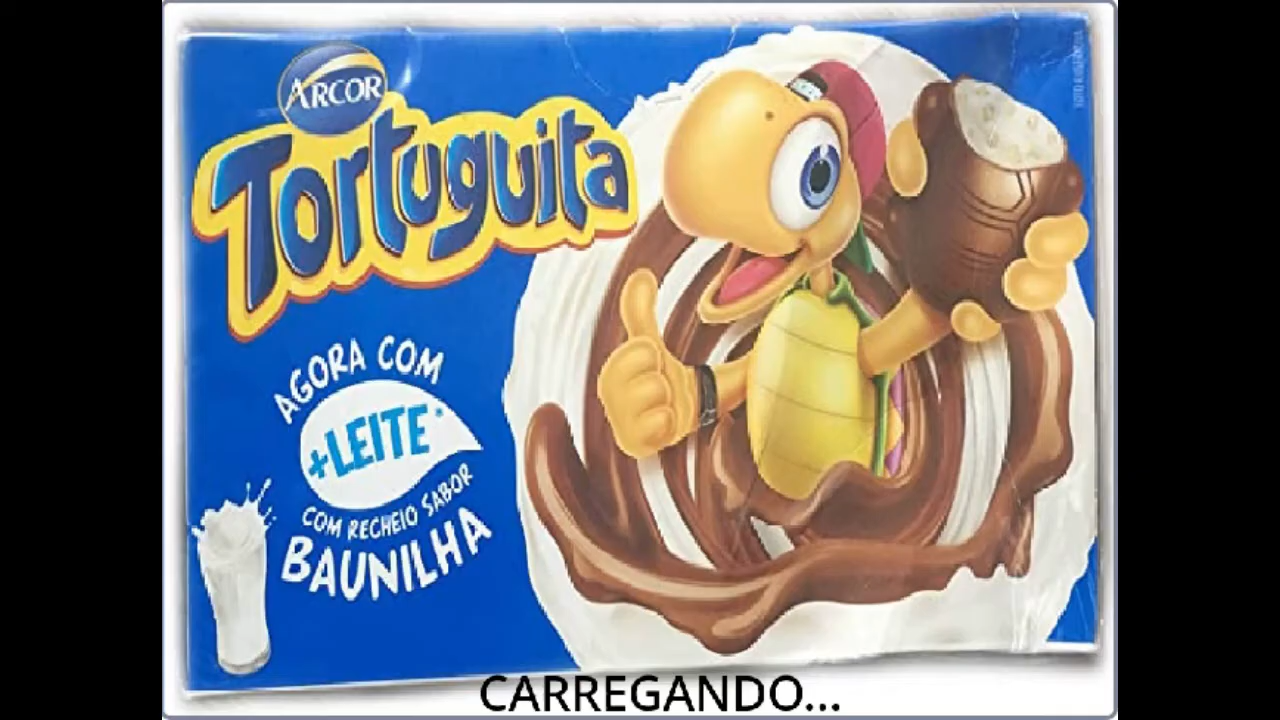 ARCOR
Tortuguita
AGORA COM
+LEITE*
COM RECHEIO SABOR
BAUNILHA
CARREGANDO...